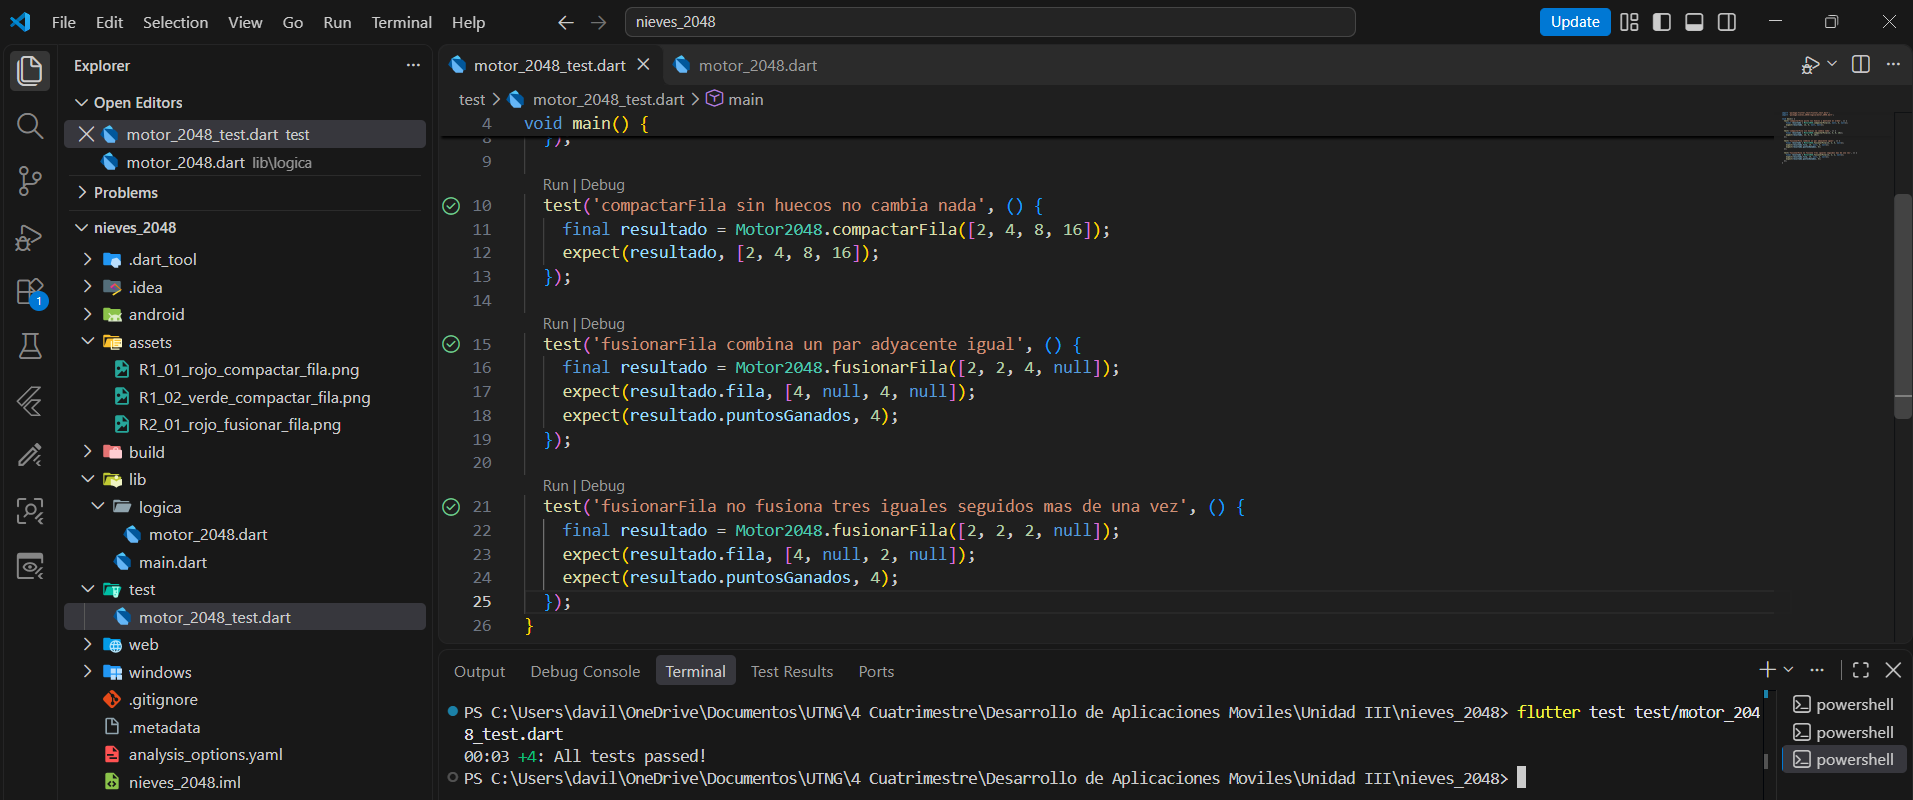 File Edit Selection View Go Run Terminal Help
nieves_2048
Update
Explorer
Open Editors
motor_2048_test.dart test
motor_2048.dart lib\logica
Problems
nieves_2048
.dart_tool
.idea
android
assets
R1_01_rojo_compactar_fila.png
R1_02_verde_compactar_fila.png
R2_01_rojo_fusionar_fila.png
build
lib
logica
motor_2048.dart
main.dart
test
motor_2048_test.dart
web
windows
.gitignore
.metadata
analysis_options.yaml
nieves_2048.iml
1
motor_2048_test.dart
motor_2048.dart
test > motor_2048_test.dart > main
4 void main() {
8 });
9
Run | Debug
10 test('compactarFila sin huecos no cambia nada', () {
11 final resultado = Motor2048.compactarFila([2, 4, 8, 16]);
12 expect(resultado, [2, 4, 8, 16]);
13 });
14
Run | Debug
15 test('fusionarFila combina un par adyacente igual', () {
16 final resultado = Motor2048.fusionarFila([2, 2, 4, null]);
17 expect(resultado.fila, [4, null, 4, null]);
18 expect(resultado.puntosGanados, 4);
19 });
20
Run | Debug
21 test('fusionarFila no fusiona tres iguales seguidos mas de una vez', () {
22 final resultado = Motor2048.fusionarFila([2, 2, 2, null]);
23 expect(resultado.fila, [4, null, 2, null]);
24 expect(resultado.puntosGanados, 4);
25 });
26 }
Output Debug Console Terminal Test Results Ports
PS C:\Users\davil\OneDrive\Documentos\UTNG\4 Cuatrimestre\Desarrollo de Aplicaciones Moviles\Unidad III\nieves_2048> flutter test test/motor_204
8_test.dart
00:03 +4: All tests passed!
PS C:\Users\davil\OneDrive\Documentos\UTNG\4 Cuatrimestre\Desarrollo de Aplicaciones Moviles\Unidad III\nieves_2048>
powershell
powershell
powershell